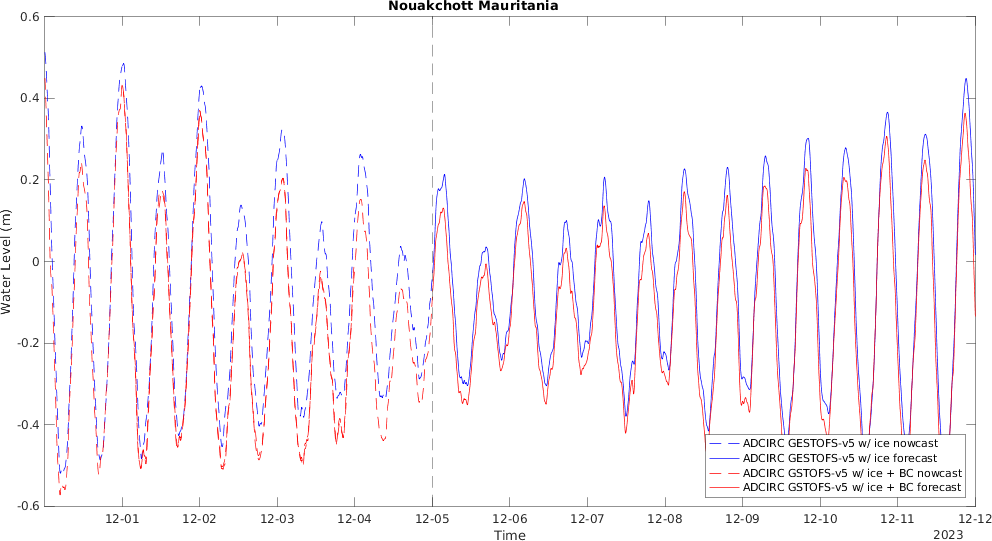 Nouakchott Mauritania
Water Level (m)
0.6
0.4
0.2
0
-0.2
-0.4
-0.6
12-01
12-02
12-03
12-04
12-05
12-06
12-07
12-08
12-09
12-10
12-11
12-12
Time
2023
ADCIRC GESTOFS-v5 w/ ice nowcast
ADCIRC GESTOFS-v5 w/ ice forecast
ADCIRC GSTOFS-v5 w/ ice + BC nowcast
ADCIRC GSTOFS-v5 w/ ice + BC forecast